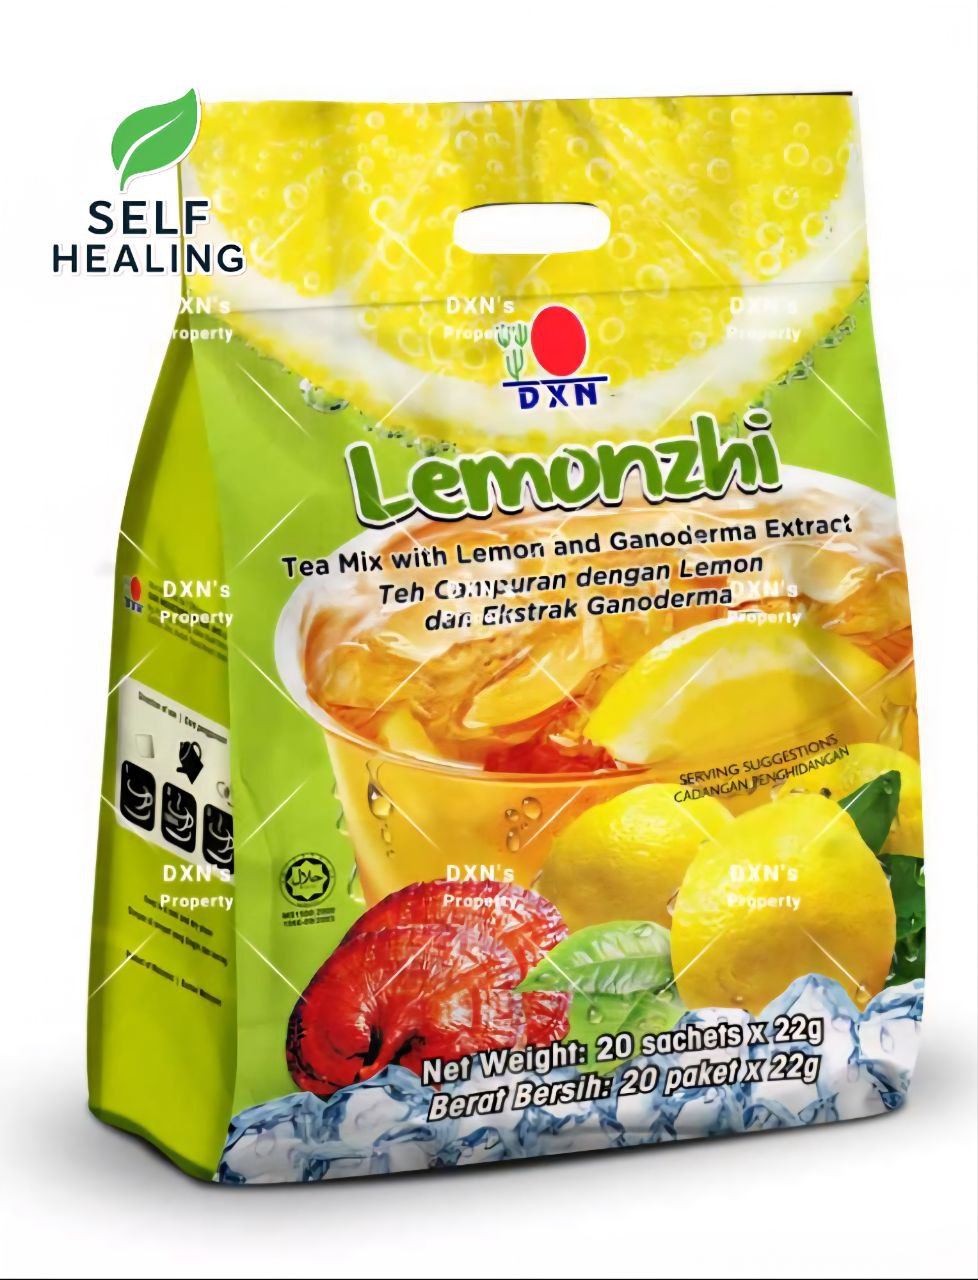 SELF
HEALING
DXN's
Property
DXN
Lemonzhi
Tea Mix with Lemon and Ganoderma Extract
Teh Campuran dengan Lemon
dan Ekstrak Ganoderma
DXN's
Property
DXN's
Property
SERVING SUGGESTIONS
CADANGAN PENGHIDANGAN
حلال
DXN's
Property
DXN's
Property
DXN's
Property
Net Weight: 20 sachets x 22g
Berat Bersih: 20 paket x 22g